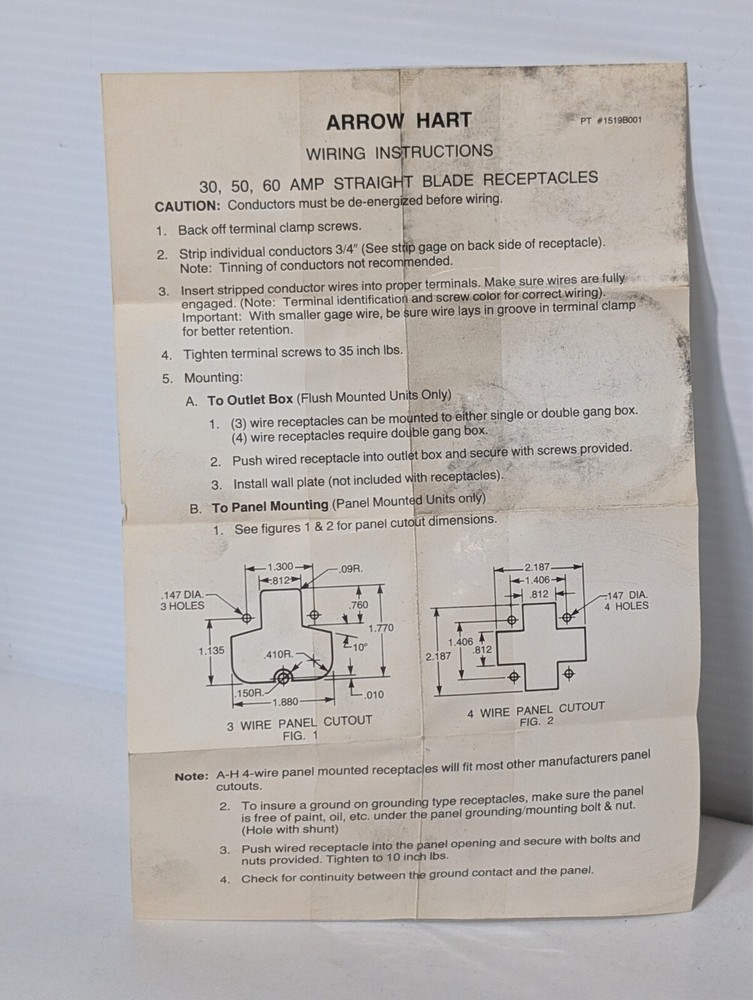 ARROW HART
PT #1519B001
WIRING INSTRUCTIONS
30, 50, 60 AMP STRAIGHT BLADE RECEPTACLES
CAUTION: Conductors must be de-energized before wiring.
1. Back off terminal clamp screws.
2. Strip individual conductors 3/4" (See strip gage on back side of receptacle).
Note: Tinning of conductors not recommended.
3. Insert stripped conductor wires into proper terminals. Make sure wires are fully
engaged. (Note: Terminal identification and screw color for correct wiring).
Important: With smaller gage wire, be sure wire lays in groove in terminal clamp
for better retention.
4. Tighten terminal screws to 35 inch lbs.
5. Mounting:
A. To Outlet Box (Flush Mounted Units Only)
1. (3) wire receptacles can be mounted to either single or double gang box.
(4) wire receptacles require double gang box.
2. Push wired receptacle into outlet box and secure with screws provided.
3. Install wall plate (not included with receptacles).
B. To Panel Mounting (Panel Mounted Units only)
1. See figures 1 & 2 for panel cutout dimensions.
1.300
.812
.09R.
.147 DIA.
3 HOLES
.760
1.770
1.135
.410R.
10°
.150R.
.010
1.880
3 WIRE PANEL CUTOUT
FIG. 1
2.187
1.406
.812
.147 DIA.
4 HOLES
1.406
.812
2.187
4 WIRE PANEL CUTOUT
FIG. 2
Note: A-H 4-wire panel mounted receptacles will fit most other manufacturers panel
cutouts.
2. To insure a ground on grounding type receptacles, make sure the panel
is free of paint, oil, etc. under the panel grounding/mounting bolt & nut.
(Hole with shunt)
3. Push wired receptacle into the panel opening and secure with bolts and
nuts provided. Tighten to 10 inch lbs.
4. Check for continuity between the ground contact and the panel.